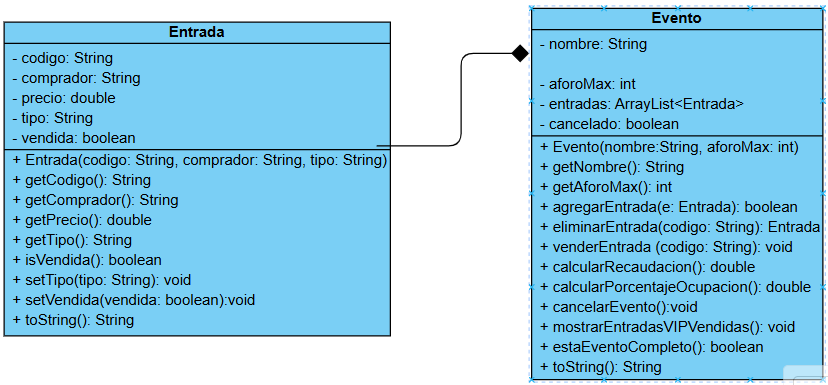 Entrada
- codigo: String
- comprador: String
- precio: double
- tipo: String
- vendida: boolean
+ Entrada(codigo: String, comprador: String, tipo: String)
+ getCodigo(): String
+ getComprador(): String
+ getPrecio(): double
+ getTipo(): String
+ isVendida(): boolean
+ setTipo(tipo: String): void
+ setVendida(vendida: boolean):void
+ toString(): String
Evento
- nombre: String
- aforoMax: int
- entradas: ArrayList<Entrada>
- cancelado: boolean
+ Evento(nombre:String, aforoMax: int)
+ getNombre(): String
+ getAforoMax(): int
+ agregarEntrada(e: Entrada): boolean
+ eliminarEntrada(codigo: String): Entrada
+ venderEntrada (codigo: String): void
+ calcularRecaudacion(): double
+ calcularPorcentajeOcupacion(): double
+ cancelarEvento():void
+ mostrarEntradasVIPVendidas(): void
+ estaEventoCompleto(): boolean
+ toString(): String